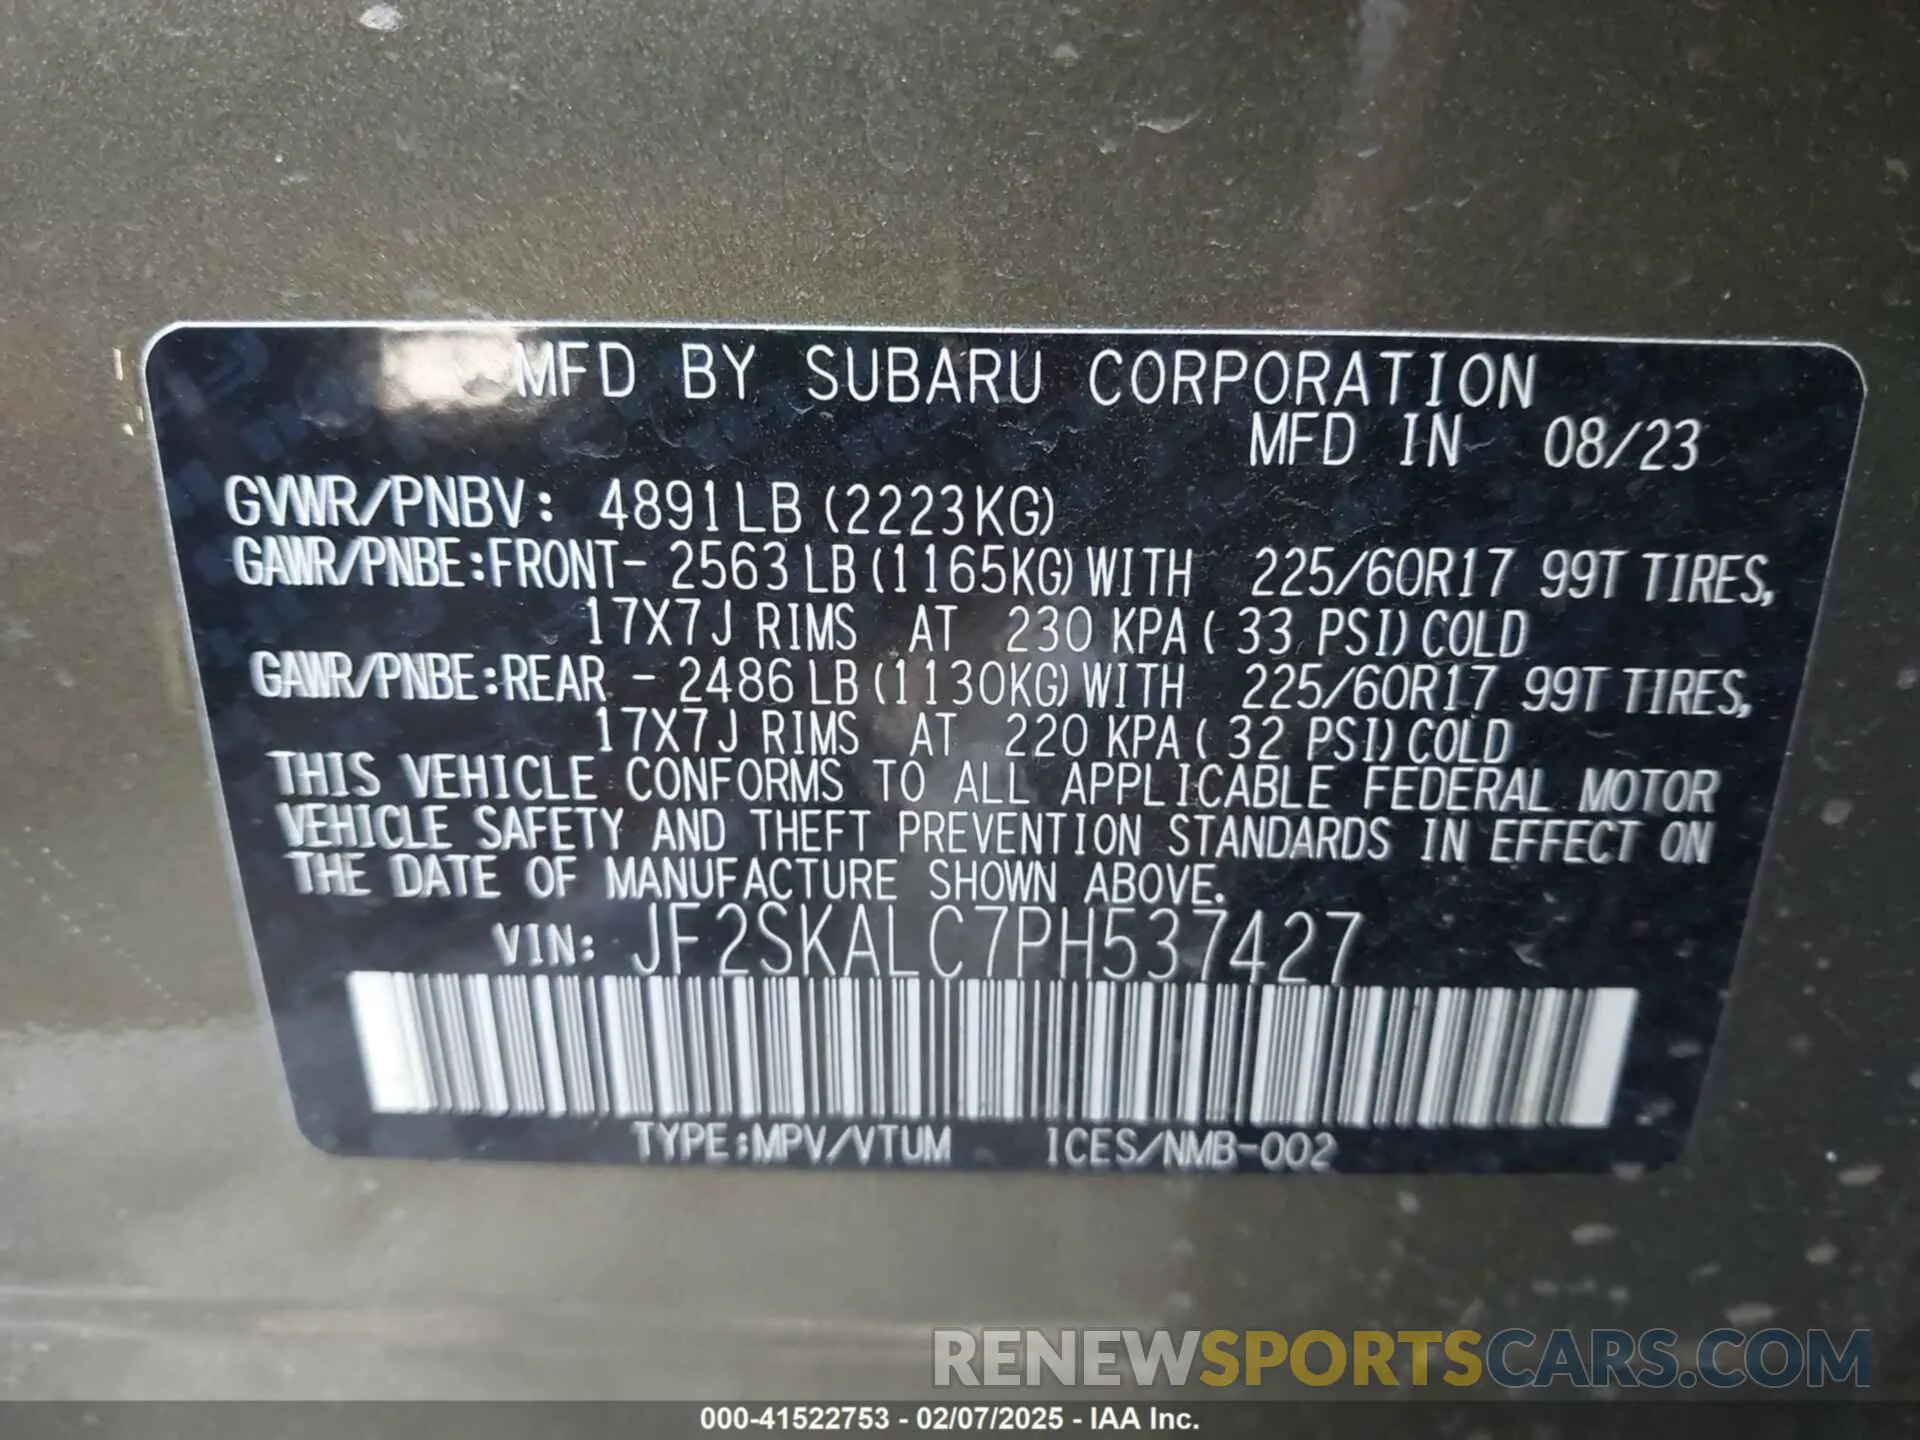 MFD BY SUBARU CORPORATION
MFD IN 08/23
GVWR/PNBV: 4891LB (2223KG)
GAWR/PNBE:FRONT- 2563LB (1165KG) WITH 225/60R17 99T TIRES,
17X7J RIMS AT 230 KPA ( 33 PSI) COLD
GAWR/PNBE:REAR - 2486LB (1130KG) WITH 225/60R17 99T TIRES,
17X7J RIMS AT 220 KPA ( 32 PSI) COLD
THIS VEHICLE CONFORMS TO ALL APPLICABLE FEDERAL MOTOR
VEHICLE SAFETY AND THEFT PREVENTION STANDARDS IN EFFECT ON
THE DATE OF MANUFACTURE SHOWN ABOVE.
VIN: JF2SKALC7PH537427
TYPE:MPV/VTUM ICES/NMB-002
RENEWSPORTSCARS.COM
000-41522753 - 02/07/2025 - IAA Inc.